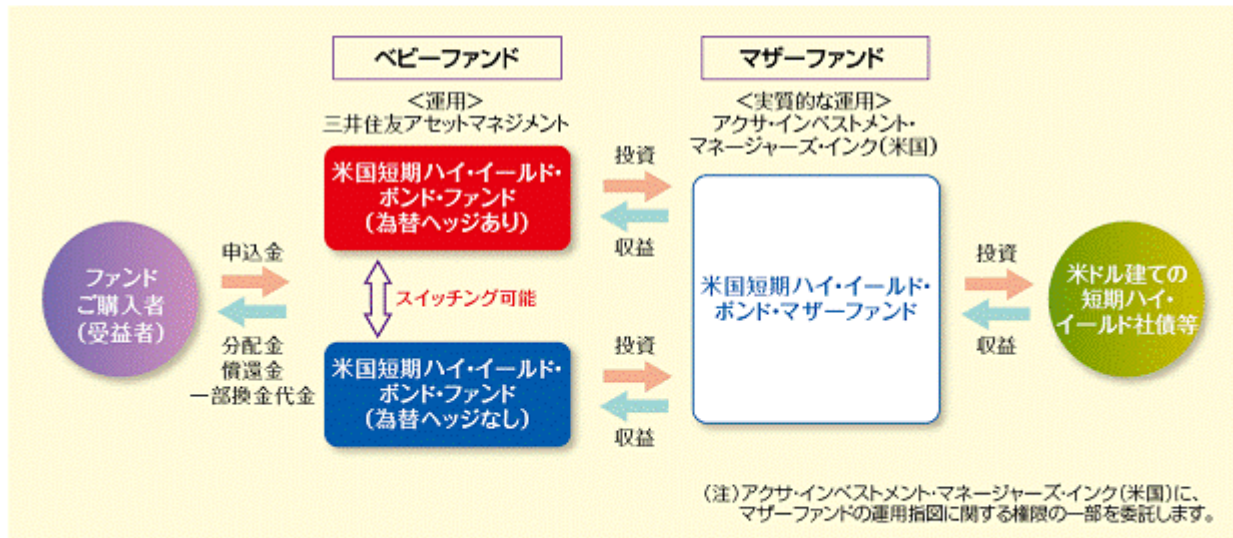 ベビーファンド
<運用>
三井住友アセットマネジメント
マザーファンド
<実質的な運用>
アクサ・インベストメント・
マネージャーズ・インク(米国)
ファンド
ご購入者
(受益者)
申込金
分配金
償還金
一部換金代金
米国短期ハイ・イールド・
ボンド・ファンド
(為替ヘッジあり)
スイッチング可能
米国短期ハイ・イールド・
ボンド・ファンド
(為替ヘッジなし)
投資
収益
投資
収益
米国短期ハイ・イールド・
ボンド・マザーファンド
投資
収益
米ドル建ての
短期ハイ・
イールド社債等
(注)アクサ・インベストメント・マネージャーズ・インク(米国)に、
マザーファンドの運用指図に関する権限の一部を委託します。